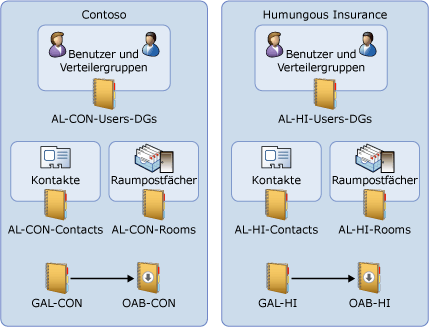 Contoso
Benutzer und
Verteilergruppen
AL-CON-Users-DGs
Kontakte
Raumpostfächer
AL-CON-Contacts
AL-CON-Rooms
GAL-CON
OAB-CON
Humungous Insurance
Benutzer und
Verteilergruppen
AL-HI-Users-DGs
Kontakte
Raumpostfächer
AL-HI-Contacts
AL-HI-Rooms
GAL-HI
OAB-HI